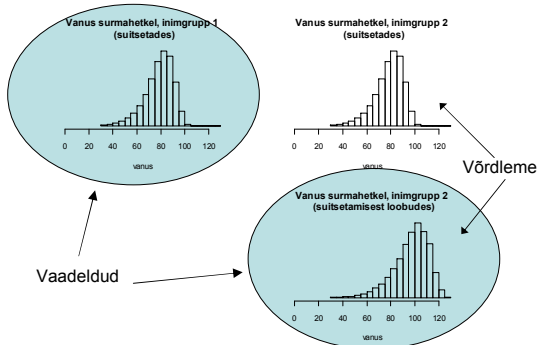 Vanus surmahetkel, inimgrupp 1
(suitsetades)
0 20 40 60 80 100 120
vanus
Vanus surmahetkel, inimgrupp 2
(suitsetades)
0 20 40 60 80 100 120
vanus
Võrdleme
Vanus surmahetkel, inimgrupp 2
(suitsetamisest loobudes)
0 20 40 60 80 100 120
vanus
Vaadeldud